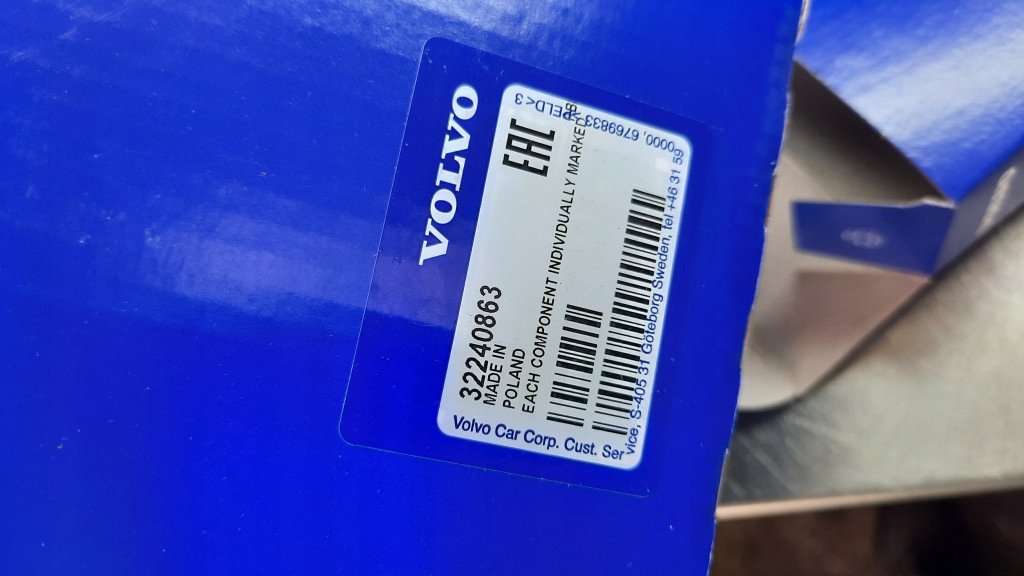 VOLVO
EAC
32240863
MADE IN
POLAND
EACH COMPONENT INDIVIDUALLY MARKED
Volvo Car Corp. Cust. Service, S-405 31 Göteborg Sweden, tel +46 31 59
0000, 6769833
PELD<3